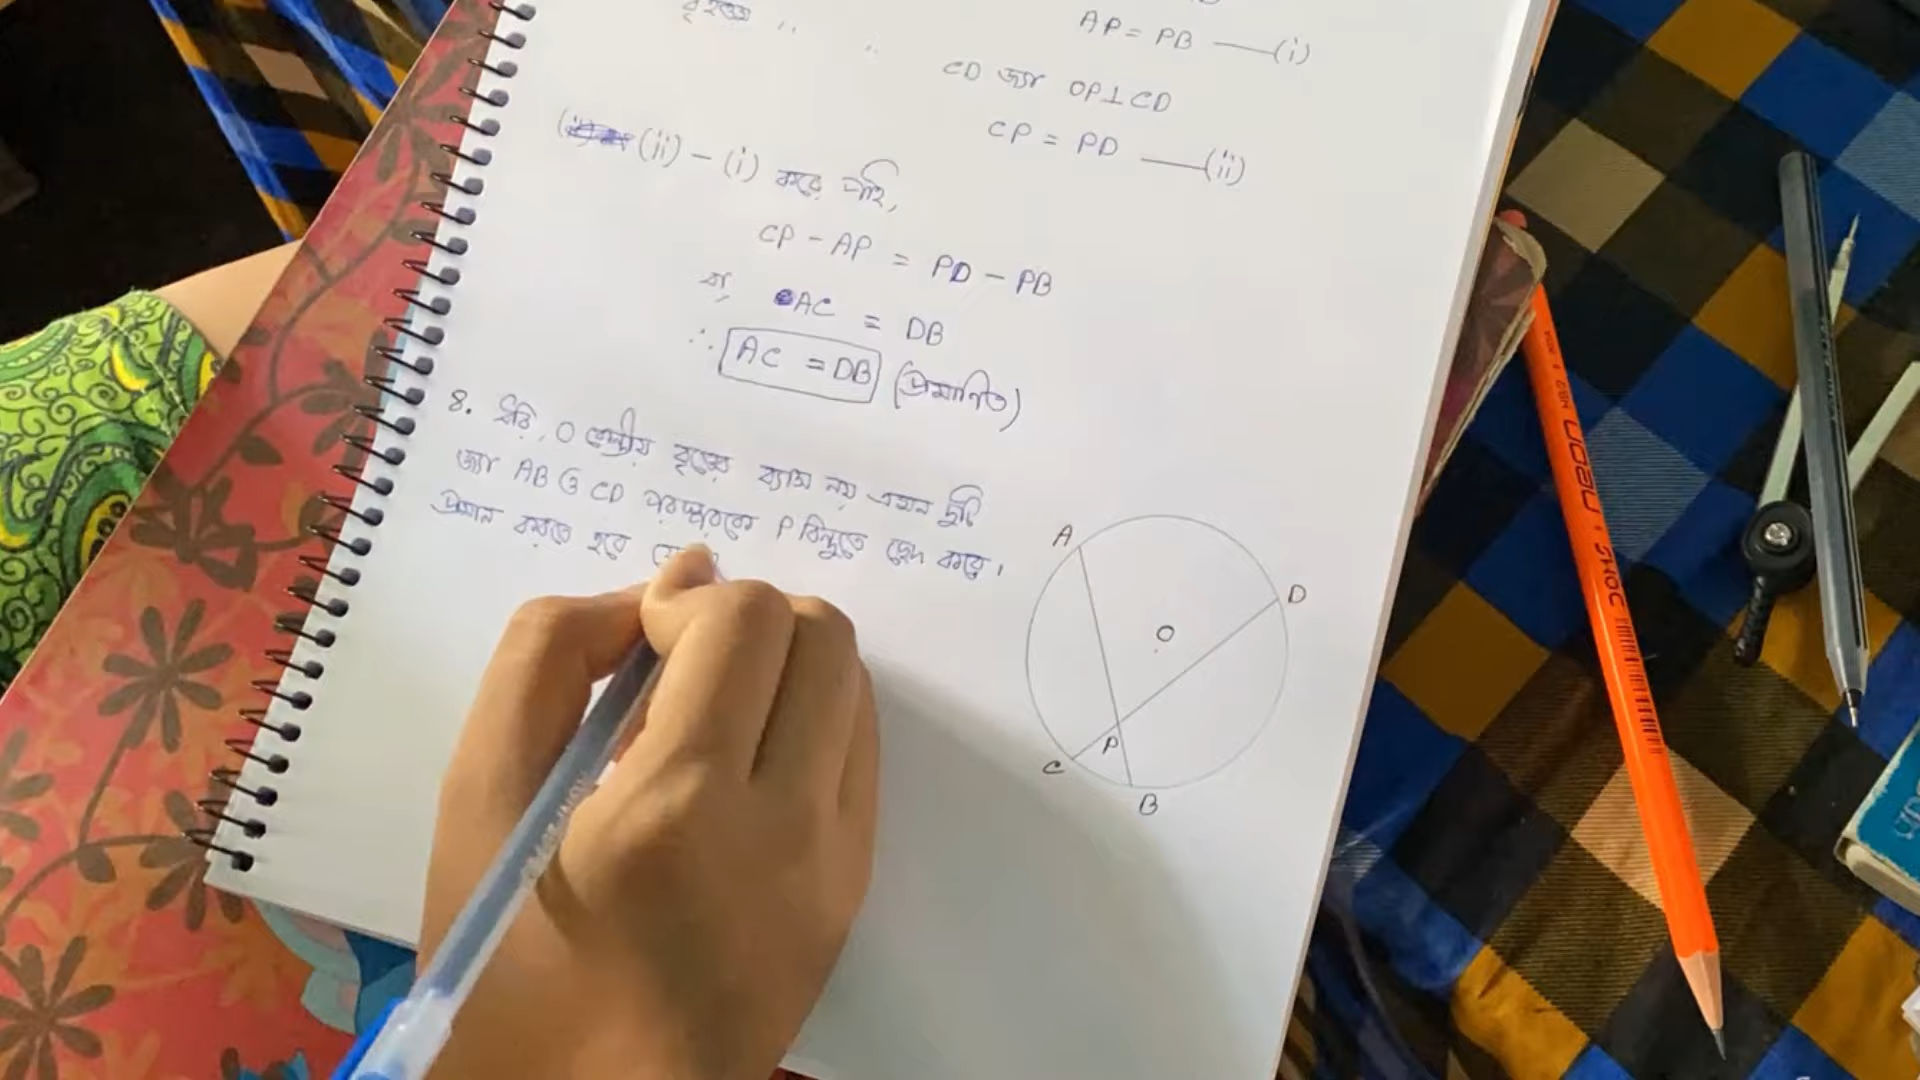 AP = PB —(i)
CD জ্যা OP⊥CD
CP = PD —(ii)
(ii) - (i) করে পাই,
CP - AP = PD - PB
বা, AC = DB
∴ AC = DB (প্রমাণিত)
8. ধরি, O কেন্দ্রীয় বৃত্তের ব্যাস নয় এমন দুটি
জ্যা AB ও CD পরস্পরকে P বিন্দুতে ছেদ করে।
প্রমাণ করতে হবে
A
D
O
P
C
B